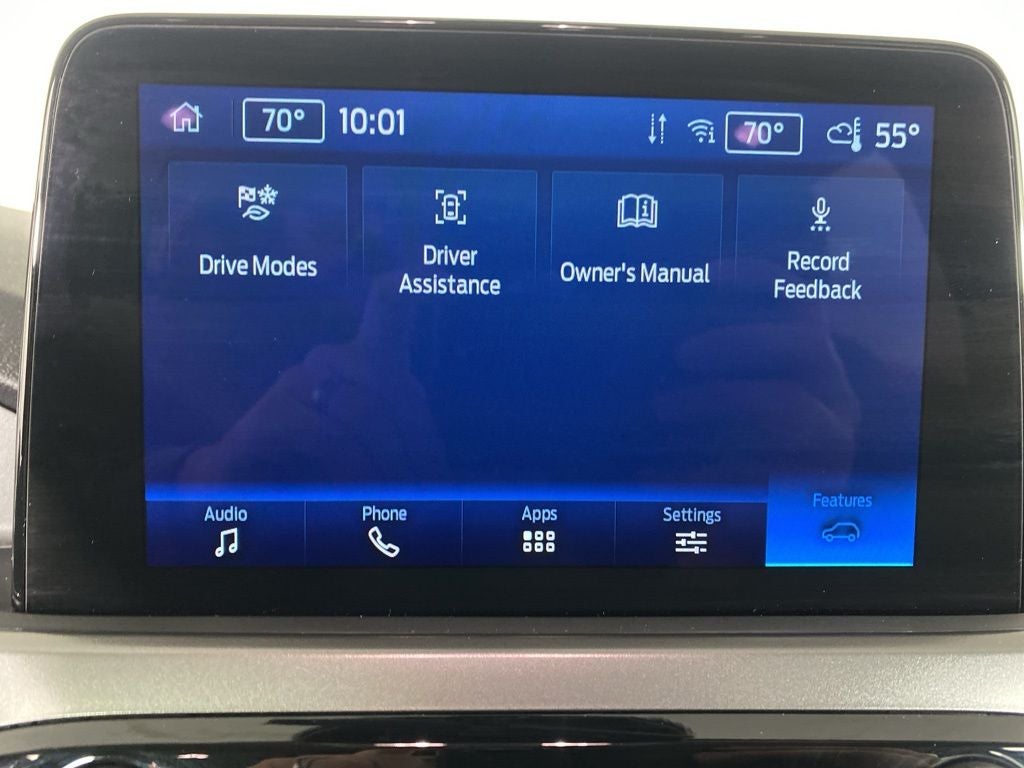 70° 10:01 70° 55°
Drive Modes
Driver
Assistance
Owner's Manual
Record
Feedback
Audio Phone Apps Settings Features